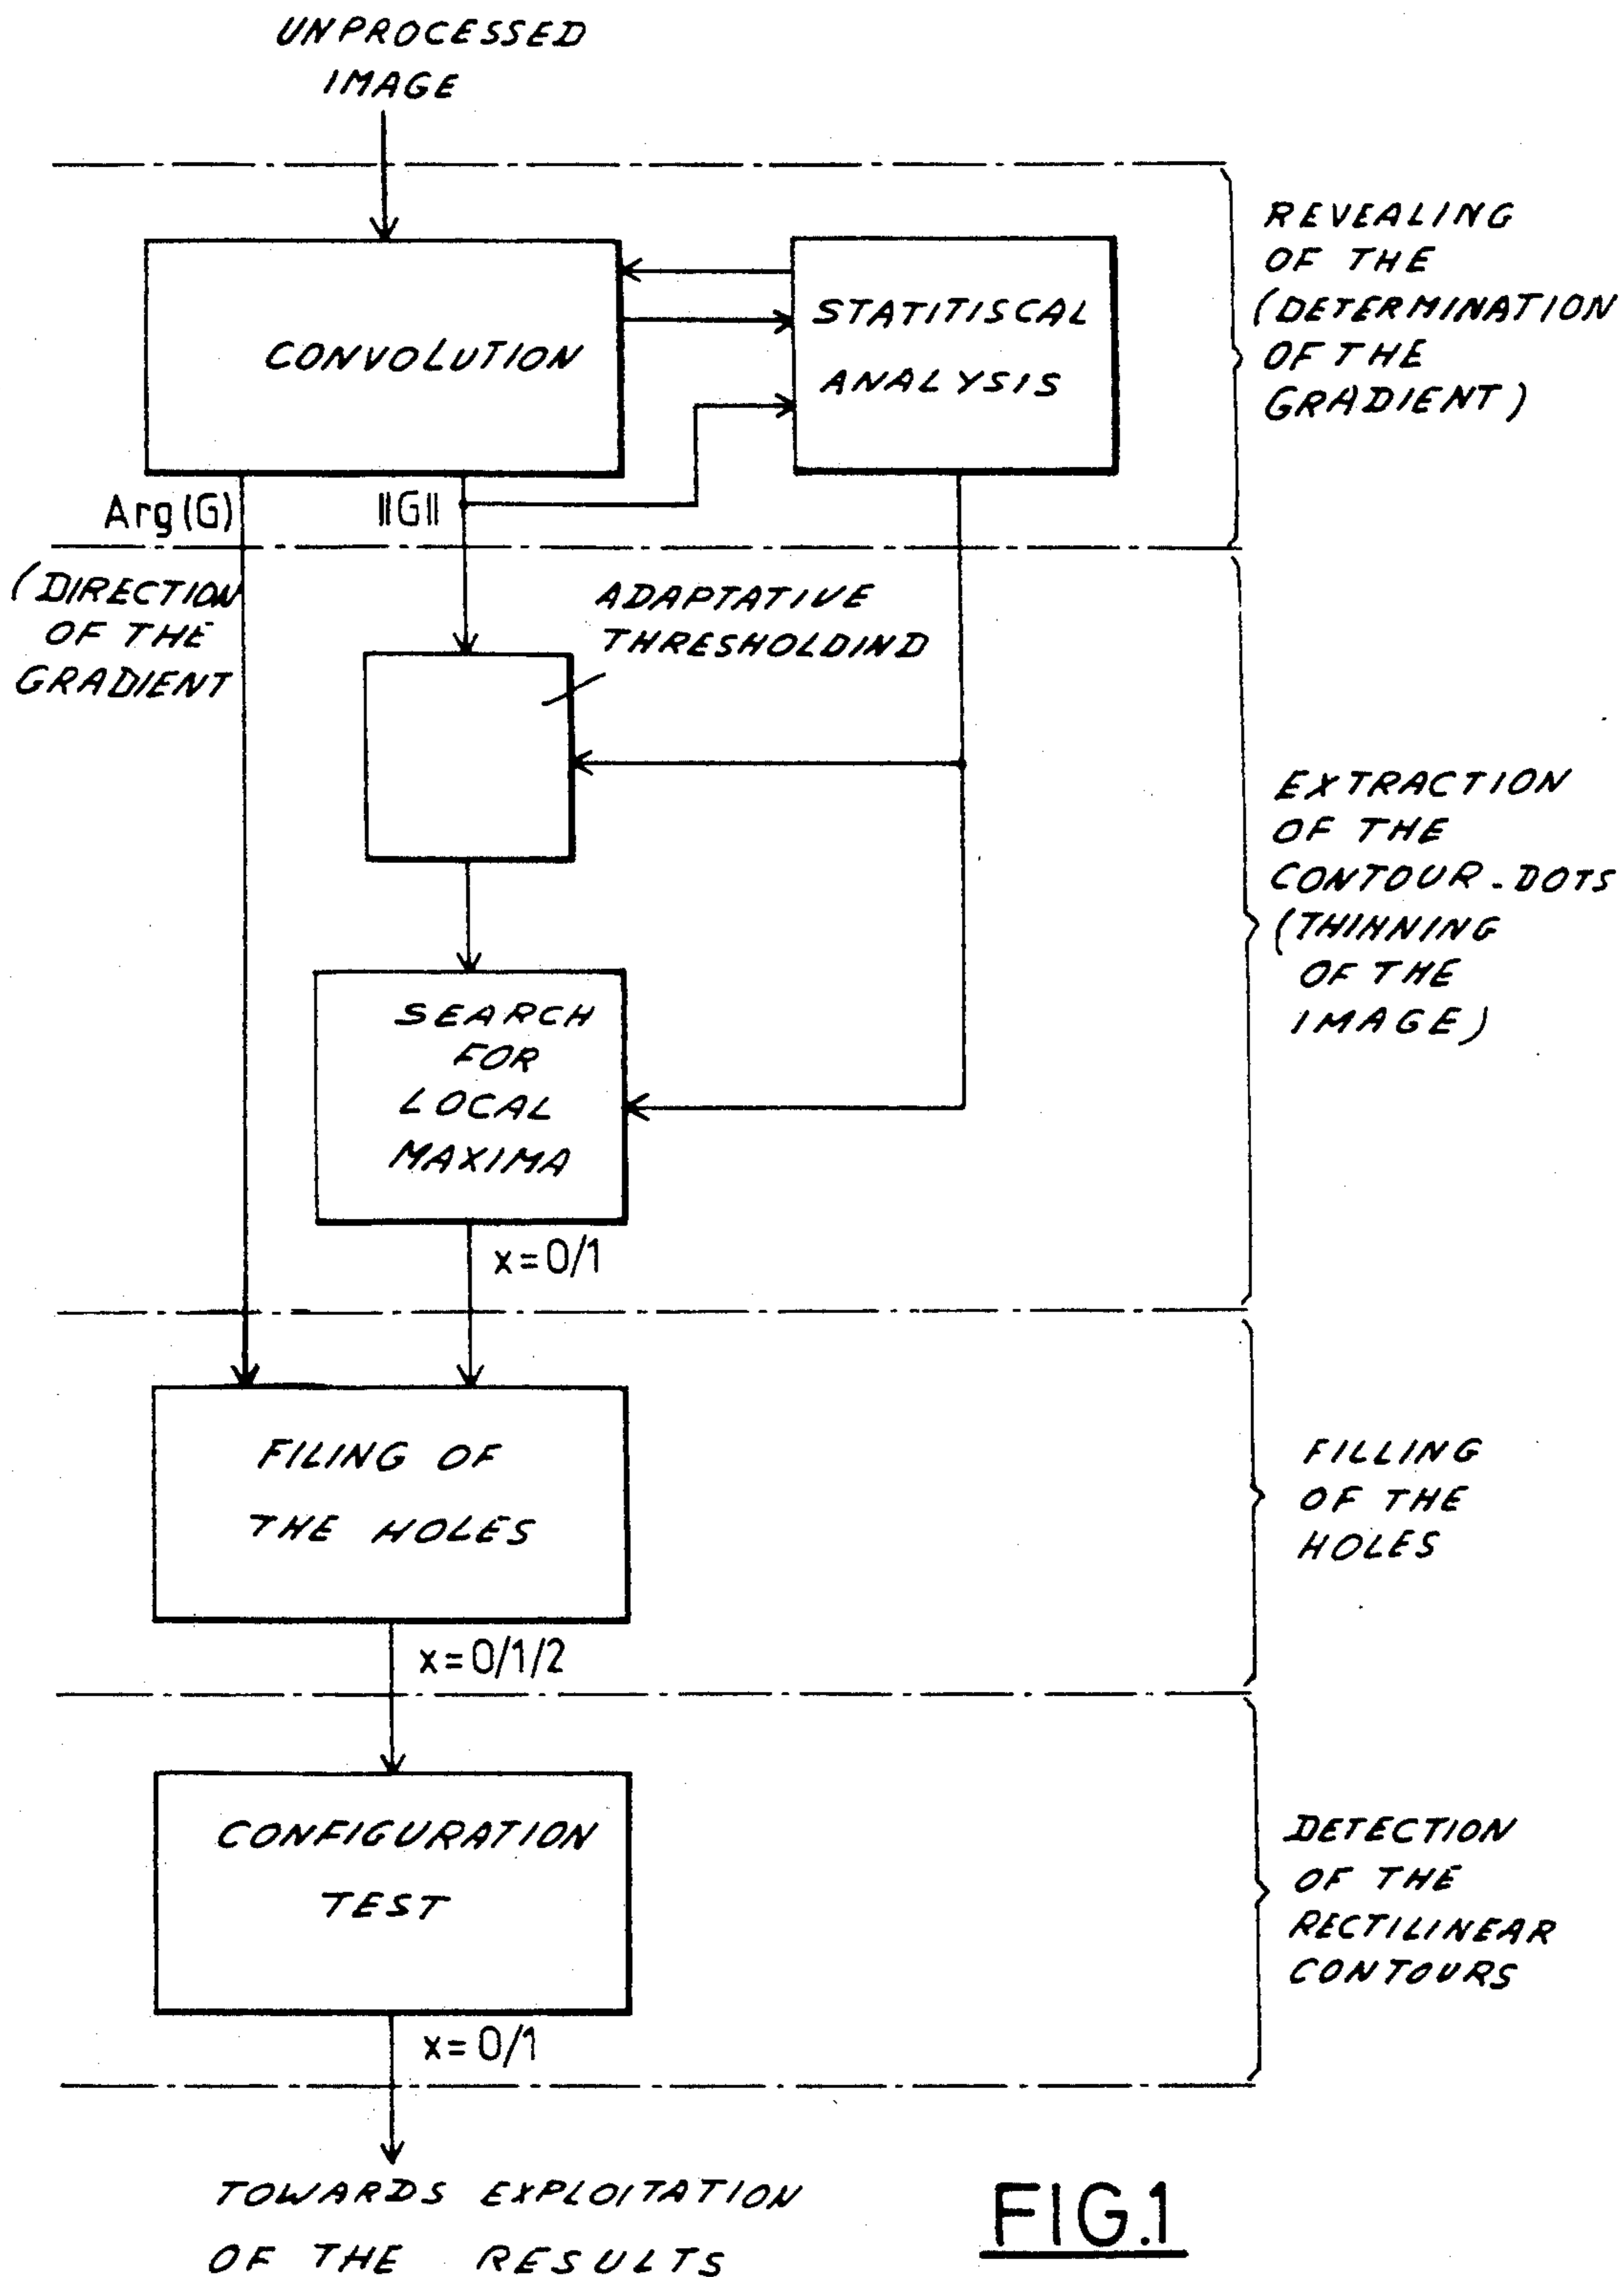 UNPROCESSED
IMAGE
REVEALING
OF THE
(DETERMINATION
OF THE
GRADIENT)
CONVOLUTION
STATITISCAL
ANALYSIS
Arg(G)
||G||
(DIRECTION
OF THE
GRADIENT
ADAPTATIVE
THRESHOLDIND
EXTRACTION
OF THE
CONTOUR-DOTS
(THINNING
OF THE
IMAGE)
SEARCH
FOR
LOCAL
MAXIMA
x=0/1
FILING OF
THE HOLES
FILLING
OF THE
HOLES
x=0/1/2
CONFIGURATION
TEST
DETECTION
OF THE
RECTILINEAR
CONTOURS
x=0/1
TOWARDS EXPLOITATION
OF THE RESULTS
FIG.1